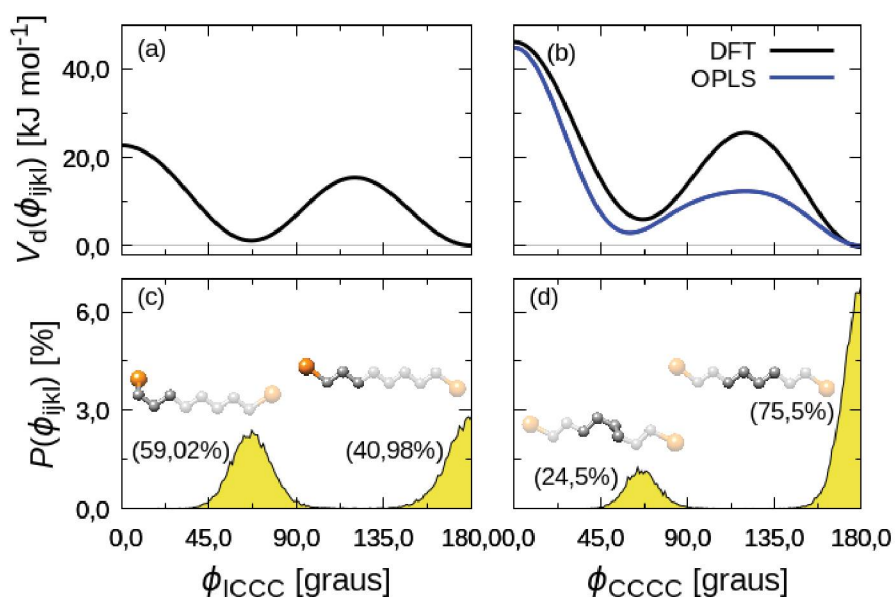 (a)
(b)
DFT
OPLS
V_d(ϕ_ijkl) [kJ mol⁻¹]
40,0
20,0
0,0
(c)
(d)
P(ϕ_ijkl) [%]
6,0
3,0
0,0
(59,02%)
(40,98%)
(24,5%)
(75,5%)
0,0 45,0 90,0 135,0 180,00,0 45,0 90,0 135,0 180,0
ϕ_ICCC [graus]
ϕ_CCCC [graus]